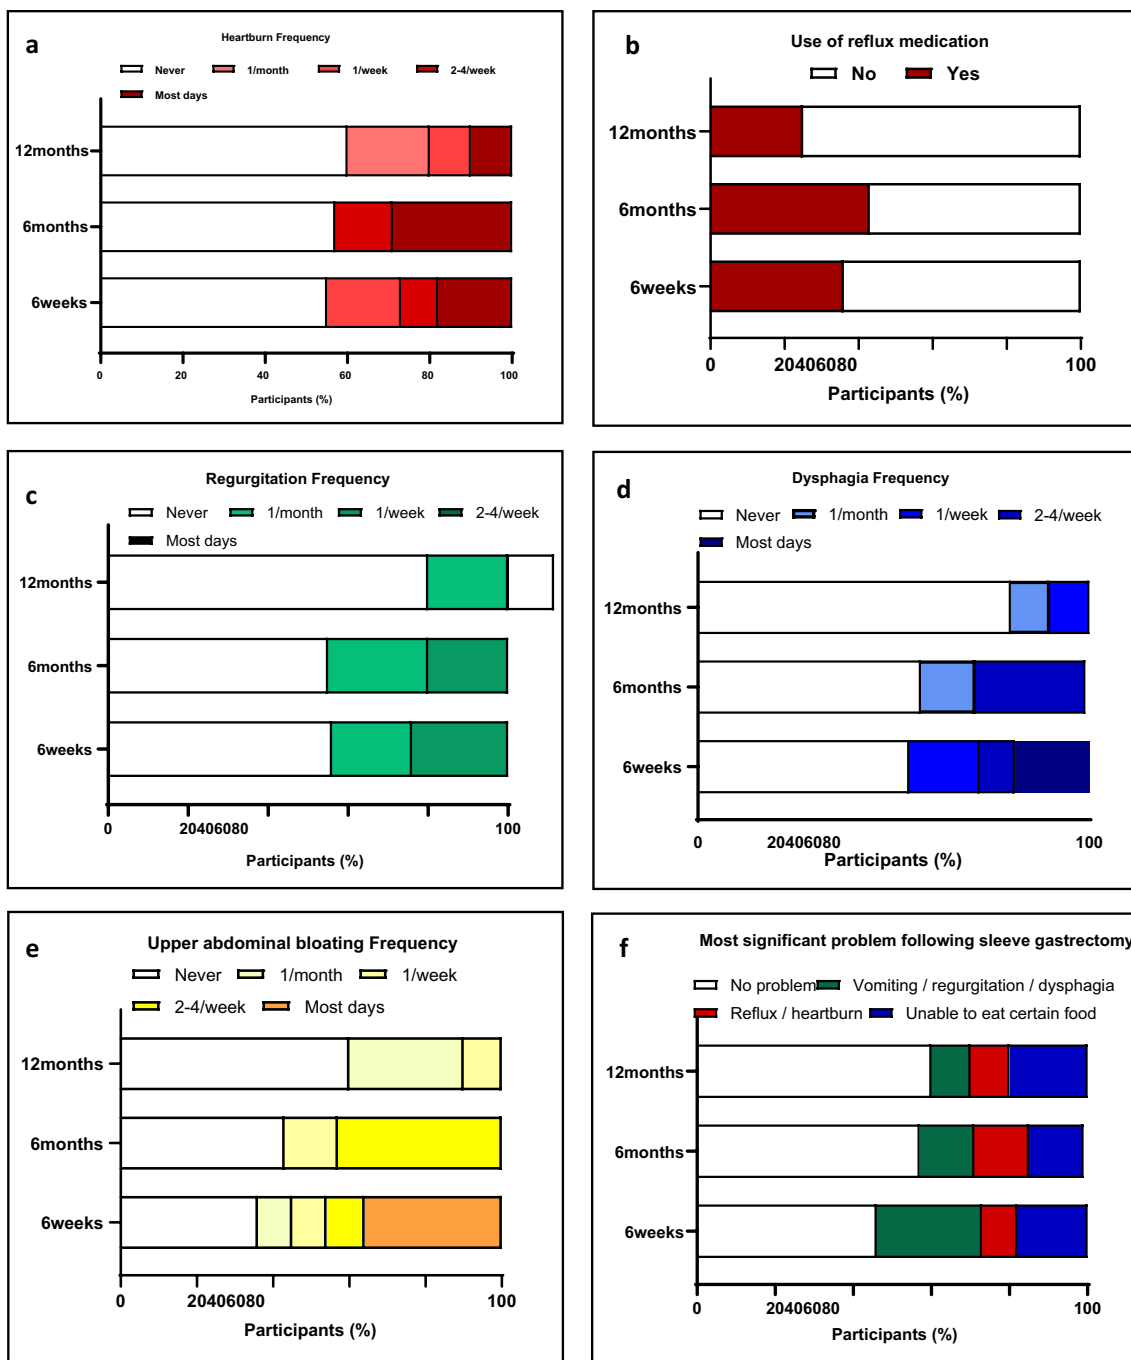 a
Heartburn Frequency
Never 1/month 1/week 2-4/week
Most days
12months
6months
6weeks
0 20 40 60 80 100
Participants (%)
b
Use of reflux medication
No Yes
12months
6months
6weeks
0 20406080 100
Participants (%)
c
Regurgitation Frequency
Never 1/month 1/week 2-4/week
Most days
12months
6months
6weeks
0 20406080 100
Participants (%)
d
Dysphagia Frequency
Never 1/month 1/week 2-4/week
Most days
12months
6months
6weeks
0 20406080 100
Participants (%)
e
Upper abdominal bloating Frequency
Never 1/month 1/week
2-4/week Most days
12months
6months
6weeks
0 20406080 100
Participants (%)
f
Most significant problem following sleeve gastrectomy
No problem Vomiting / regurgitation / dysphagia
Reflux / heartburn Unable to eat certain food
12months
6months
6weeks
0 20406080 100
Participants (%)